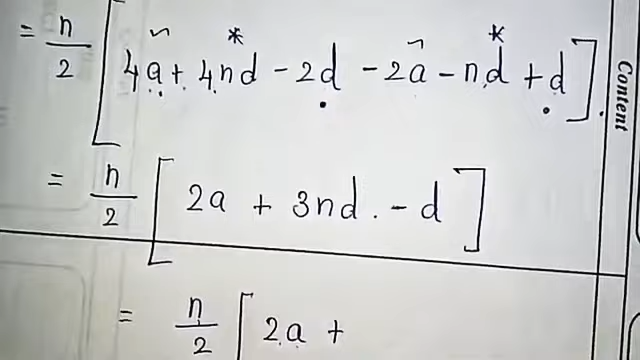 = n/2 [4a + 4nd - 2d - 2a - nd + d]
= n/2 [2a + 3nd - d]
= n/2 [2a +
Content